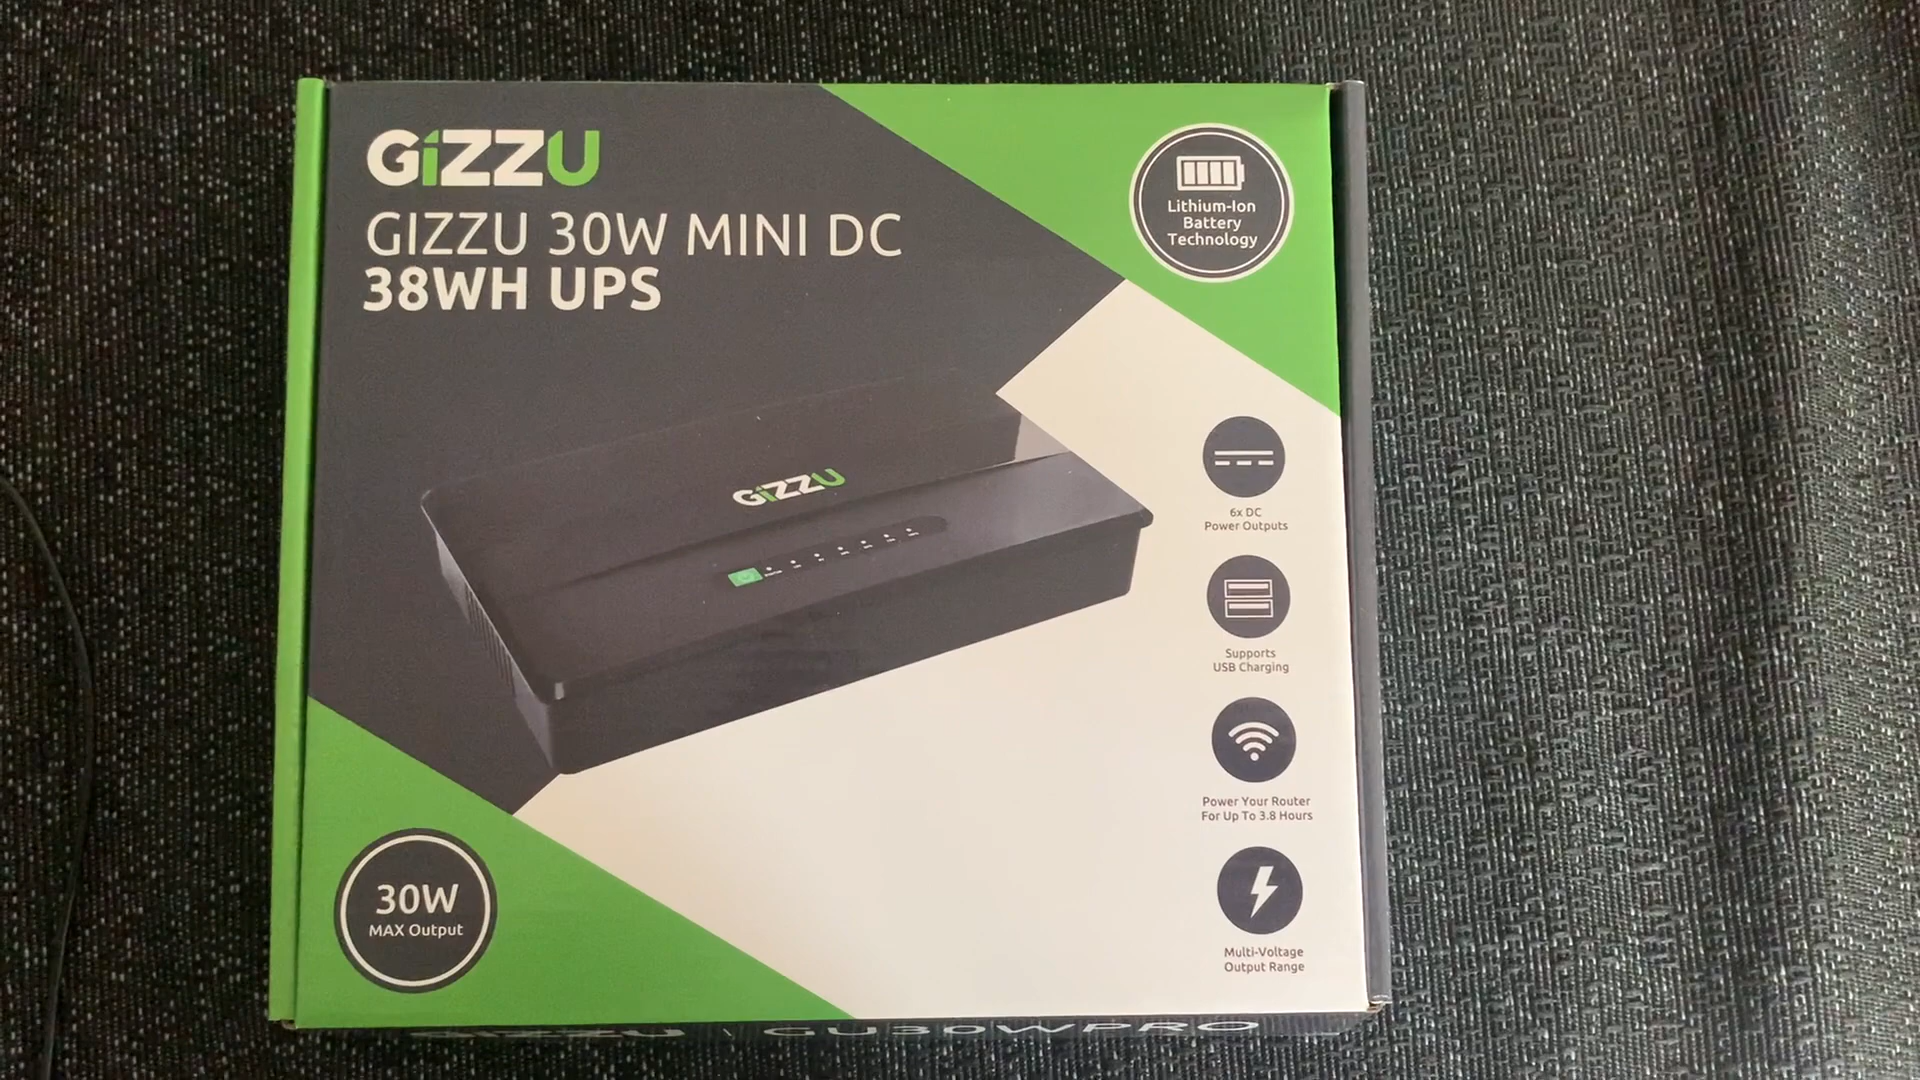 GiZZU
GIZZU 30W MINI DC
38WH UPS
Lithium-Ion
Battery
Technology
GiZZU
6x DC
Power Outputs
Supports
USB Charging
Power Your Router
For Up To 3.8 Hours
Multi-Voltage
Output Range
30W
MAX Output
GIZZU | GU30WPRO